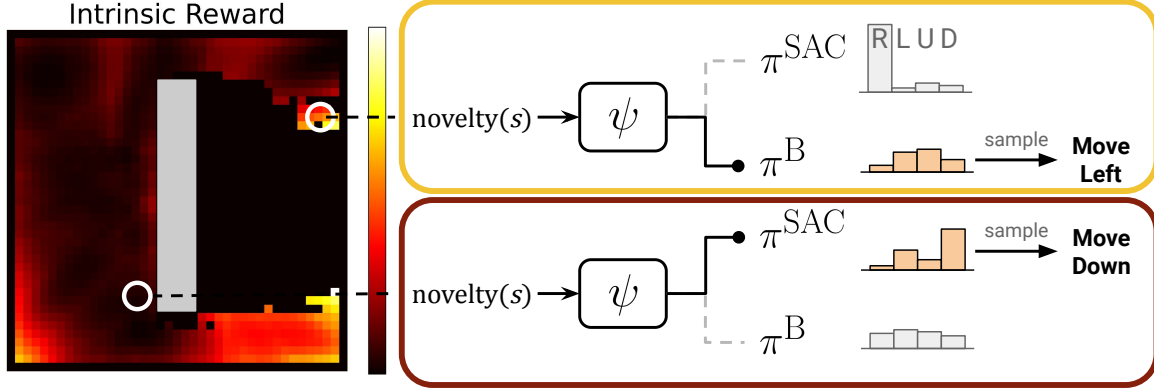 Intrinsic Reward
novelty(s)
ψ
π^SAC
R L U D
π^B
sample
Move
Left
novelty(s)
ψ
π^SAC
sample
Move
Down
π^B